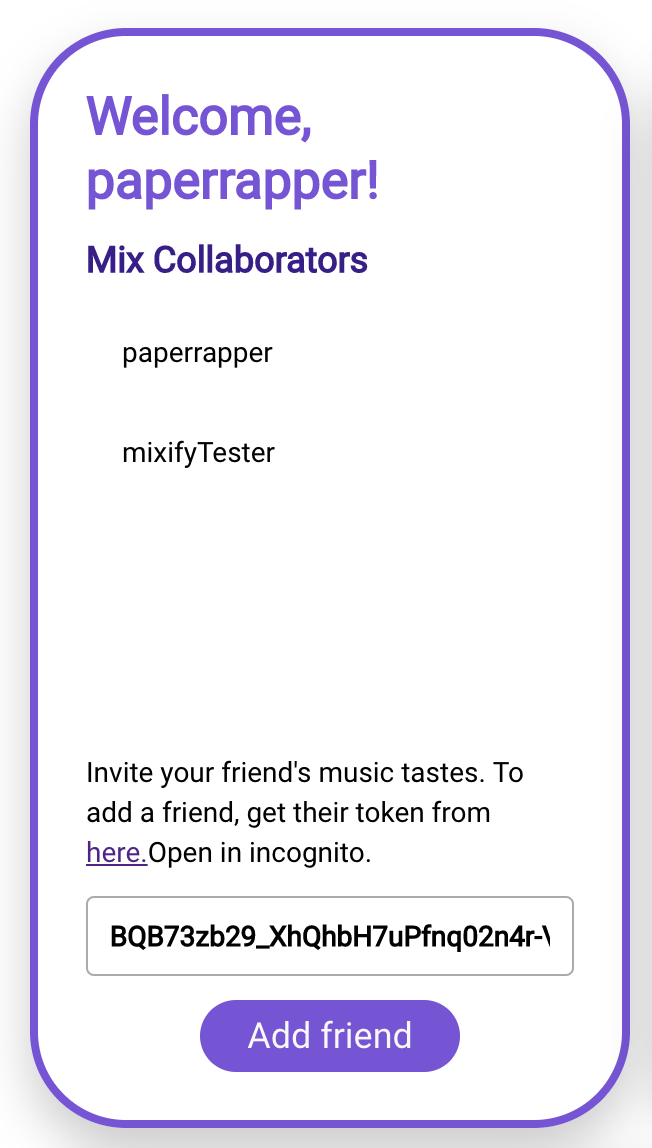 Welcome,
paperrapper!
Mix Collaborators
paperrapper
mixifyTester
Invite your friend's music tastes. To
add a friend, get their token from
here.Open in incognito.
BQB73zb29_XhQhbH7uPfnq02n4r-
Add friend